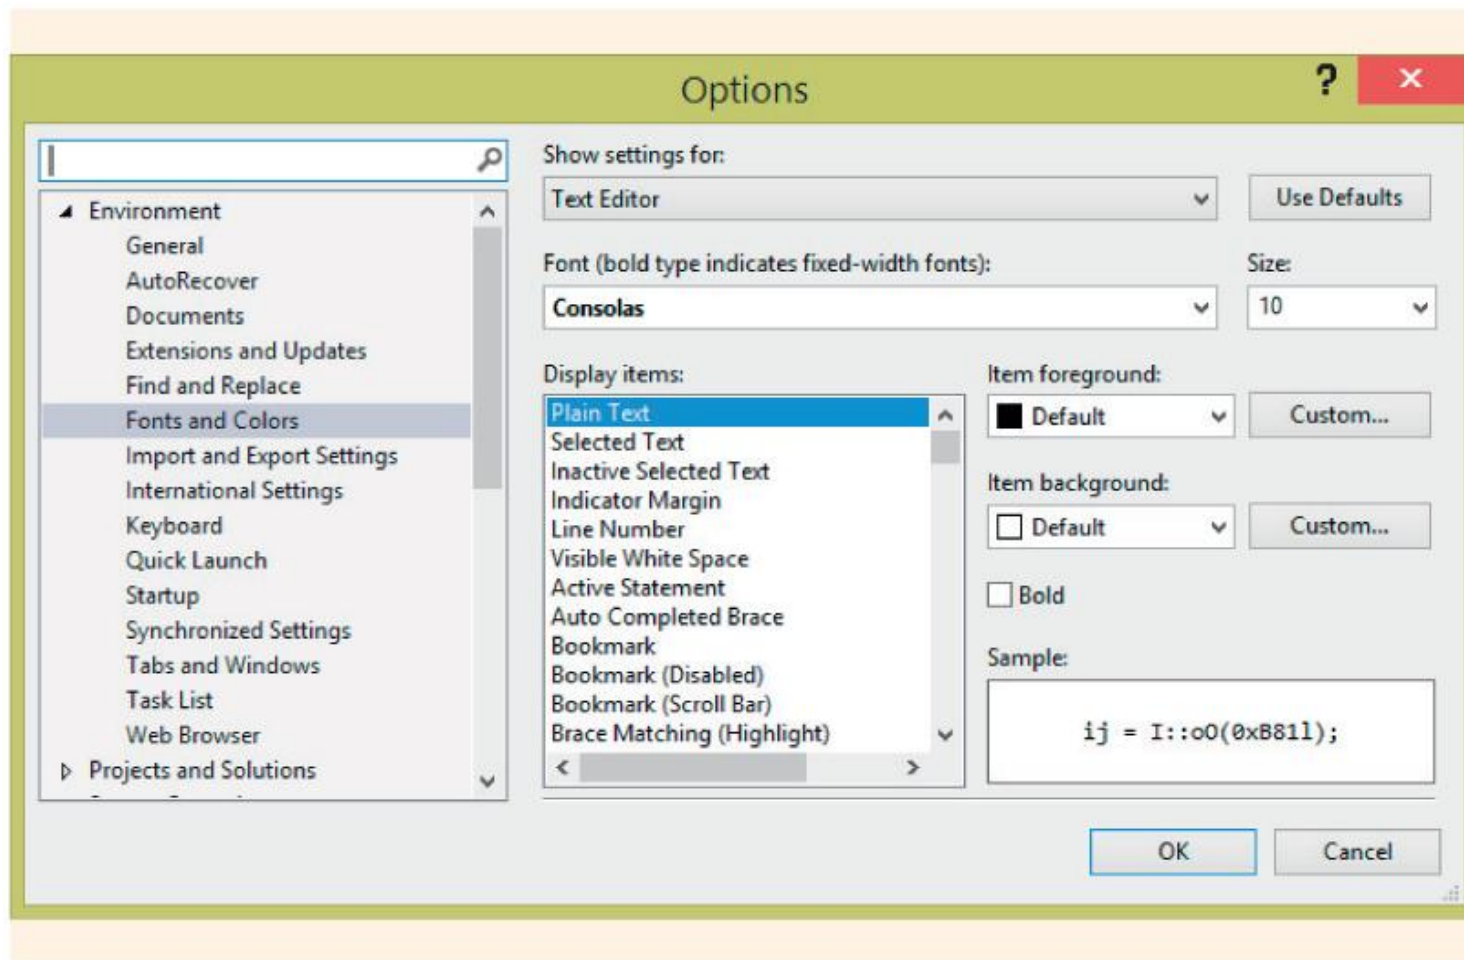 Options
?
Environment
General
AutoRecover
Documents
Extensions and Updates
Find and Replace
Fonts and Colors
Import and Export Settings
International Settings
Keyboard
Quick Launch
Startup
Synchronized Settings
Tabs and Windows
Task List
Web Browser
Projects and Solutions
Show settings for:
Text Editor
Use Defaults
Font (bold type indicates fixed-width fonts):
Size:
Consolas
10
Display items:
Plain Text
Selected Text
Inactive Selected Text
Indicator Margin
Line Number
Visible White Space
Active Statement
Auto Completed Brace
Bookmark
Bookmark (Disabled)
Bookmark (Scroll Bar)
Brace Matching (Highlight)
Item foreground:
Default
Custom...
Item background:
Default
Custom...
Bold
Sample:
ij = I::oO(0xB81l);
OK
Cancel